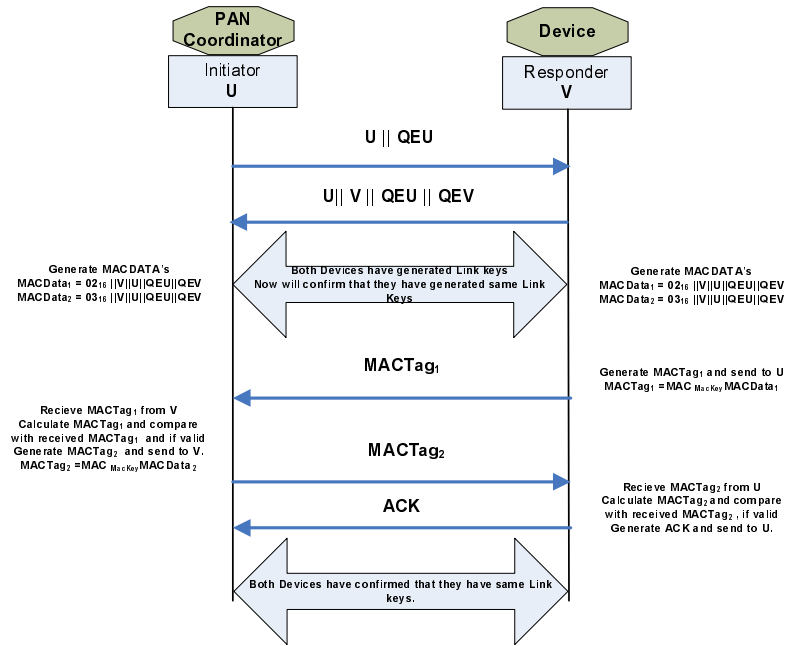 PAN
Coordinator
Device
Initiator
U
Responder
V
U || QEU
U|| V || QEU || QEV
Both Devices have generated Link keys
Now will confirm that they have generated same Link
Keys
Generate MACDATA's
MACData₁ = 02₁₆ ||V||U||QEU||QEV
MACData₂ = 03₁₆ ||V||U||QEU||QEV
Generate MACDATA's
MACData₁ = 02₁₆ ||V||U||QEU||QEV
MACData₂ = 03₁₆ ||V||U||QEU||QEV
MACTag₁
Generate MACTag₁ and send to U
MACTag₁ =MAC MacKey MACData₁
Recieve MACTag₁ from V
Calculate MACTag₁ and compare
with received MACTag₁ and if valid
Generate MACTag₂ and send to V.
MACTag₂ =MAC MacKey MACData ₂
MACTag₂
Recieve MACTag₂ from U
Calculate MACTag₂ and compare
with received MACTag₂ , if valid
Generate ACK and send to U.
ACK
Both Devices have confirmed that they have same Link
keys.